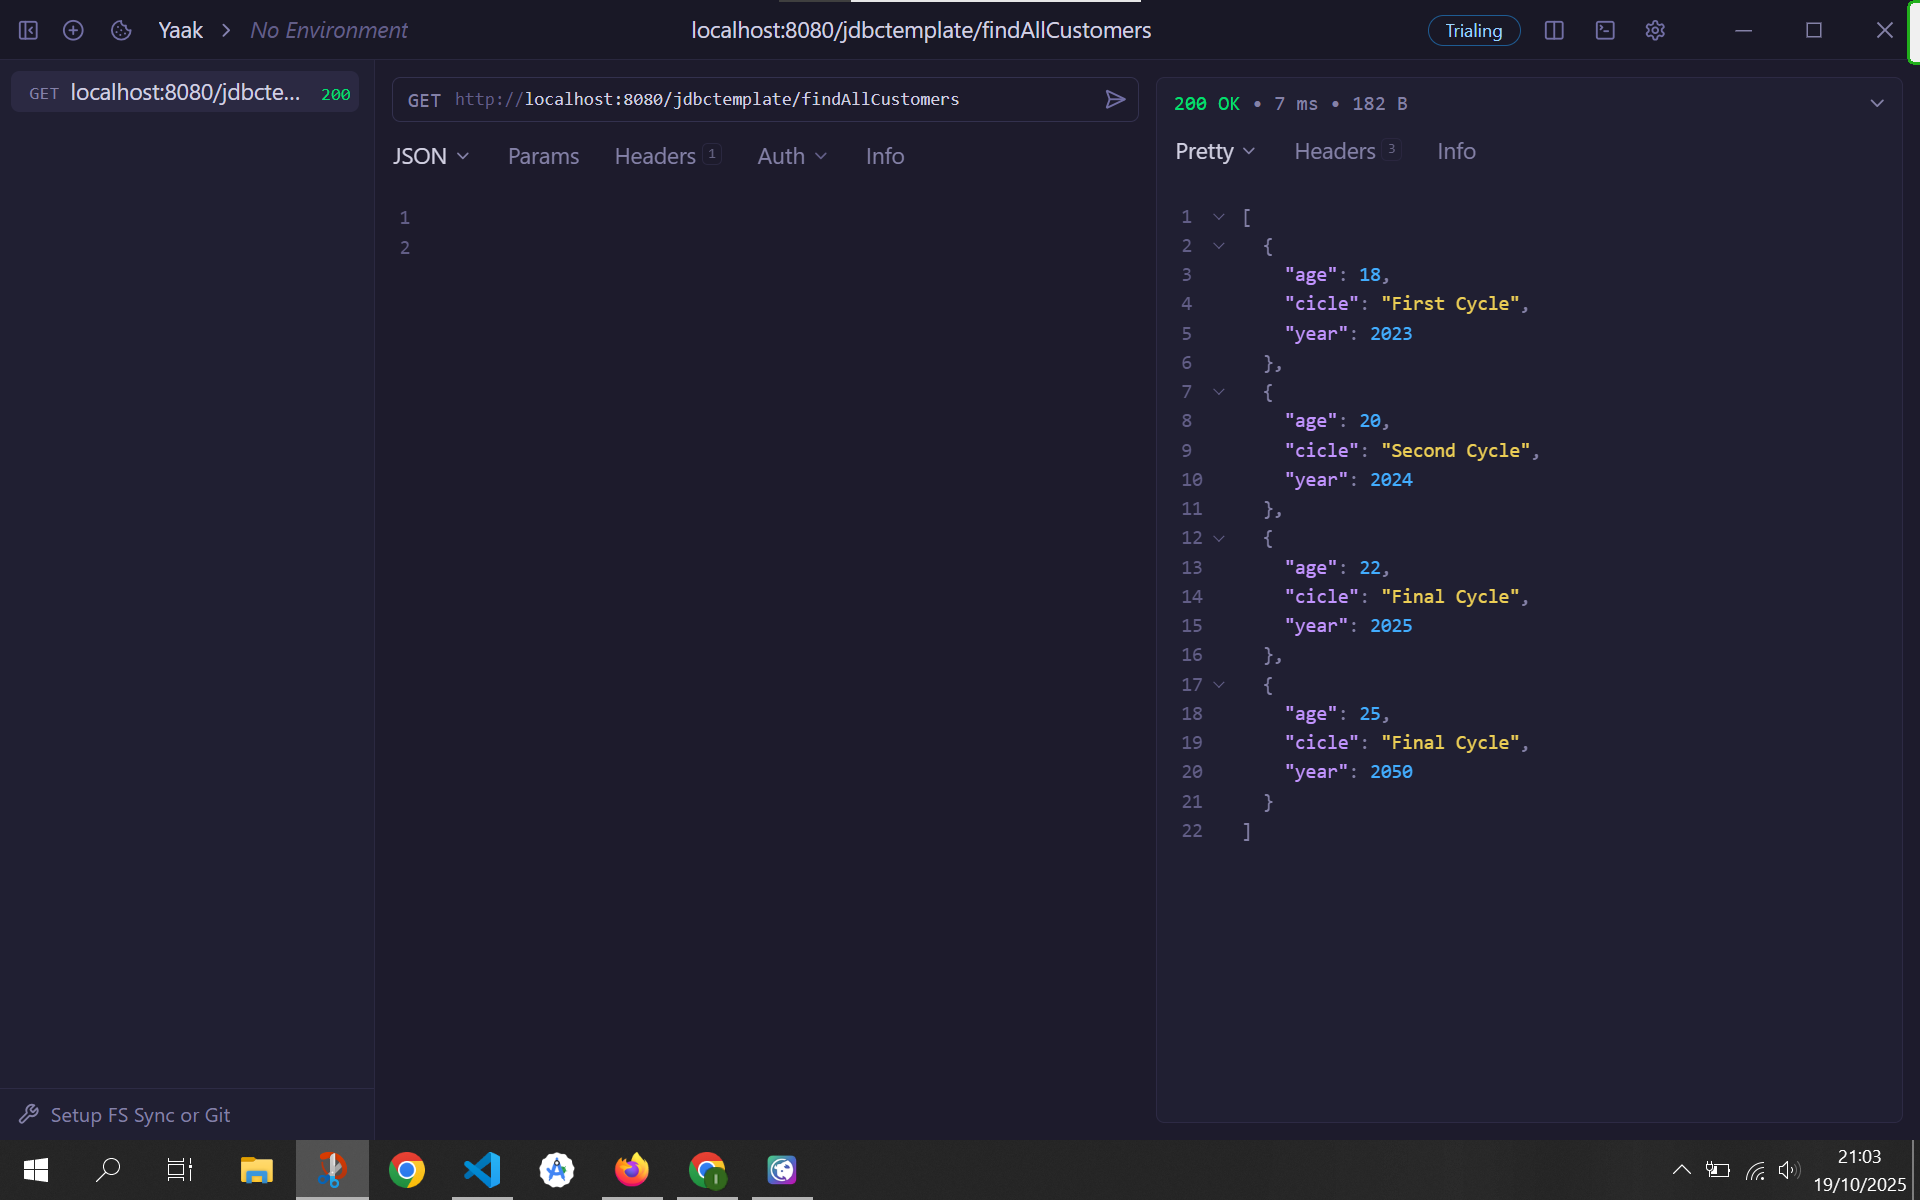 Yaak > No Environment
localhost:8080/jdbctemplate/findAllCustomers
Trialing
GET localhost:8080/jdbcte... 200
GET http://localhost:8080/jdbctemplate/findAllCustomers
JSON Params Headers 1 Auth Info
1
2
200 OK • 7 ms • 182 B
Pretty Headers 3 Info
1 [
2 {
3 "age": 18,
4 "cicle": "First Cycle",
5 "year": 2023
6 },
7 {
8 "age": 20,
9 "cicle": "Second Cycle",
10 "year": 2024
11 },
12 {
13 "age": 22,
14 "cicle": "Final Cycle",
15 "year": 2025
16 },
17 {
18 "age": 25,
19 "cicle": "Final Cycle",
20 "year": 2050
21 }
22 ]
Setup FS Sync or Git
21:03
19/10/2025